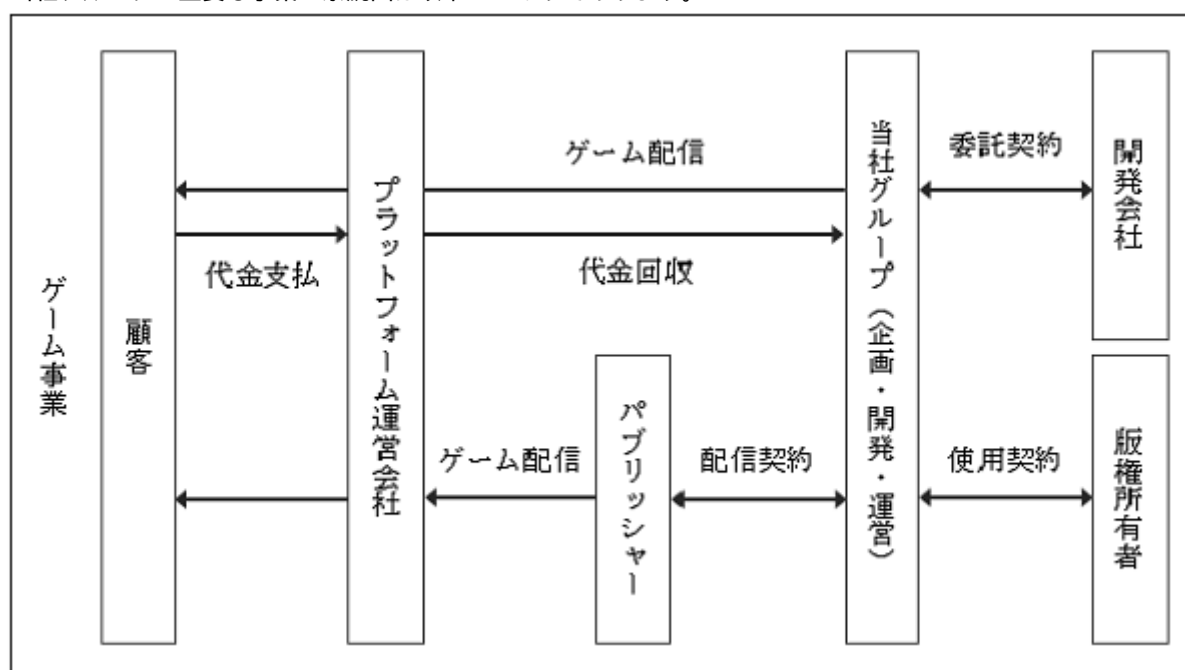 ゲーム事業
顧客
代金支払
プラットフォーム運営会社
ゲーム配信
代金回収
ゲーム配信
パブリッシャー
配信契約
当社グループ（企画・開発・運営）
委託契約
使用契約
開発会社
版権所有者